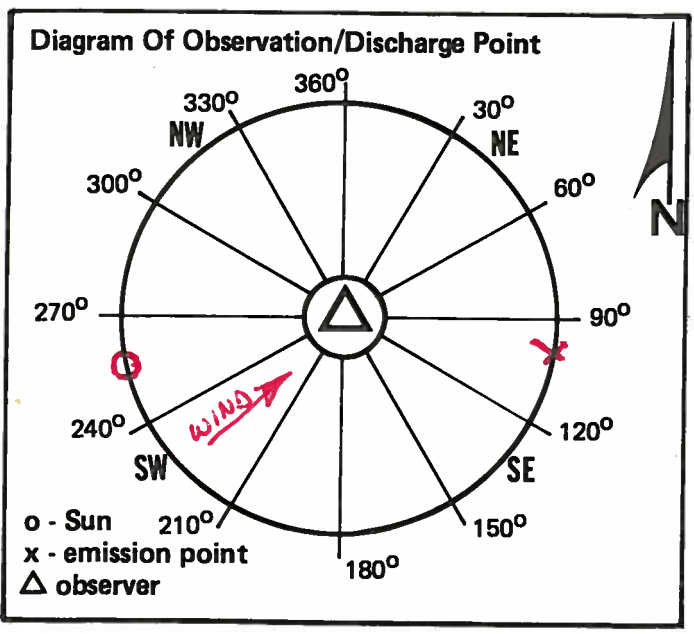 Diagram Of Observation/Discharge Point
360°
330°
30°
NW
NE
300°
60°
N
270°
90°
240°
WIND
120°
SW
SE
210°
150°
180°
o - Sun
x - emission point
△ observer